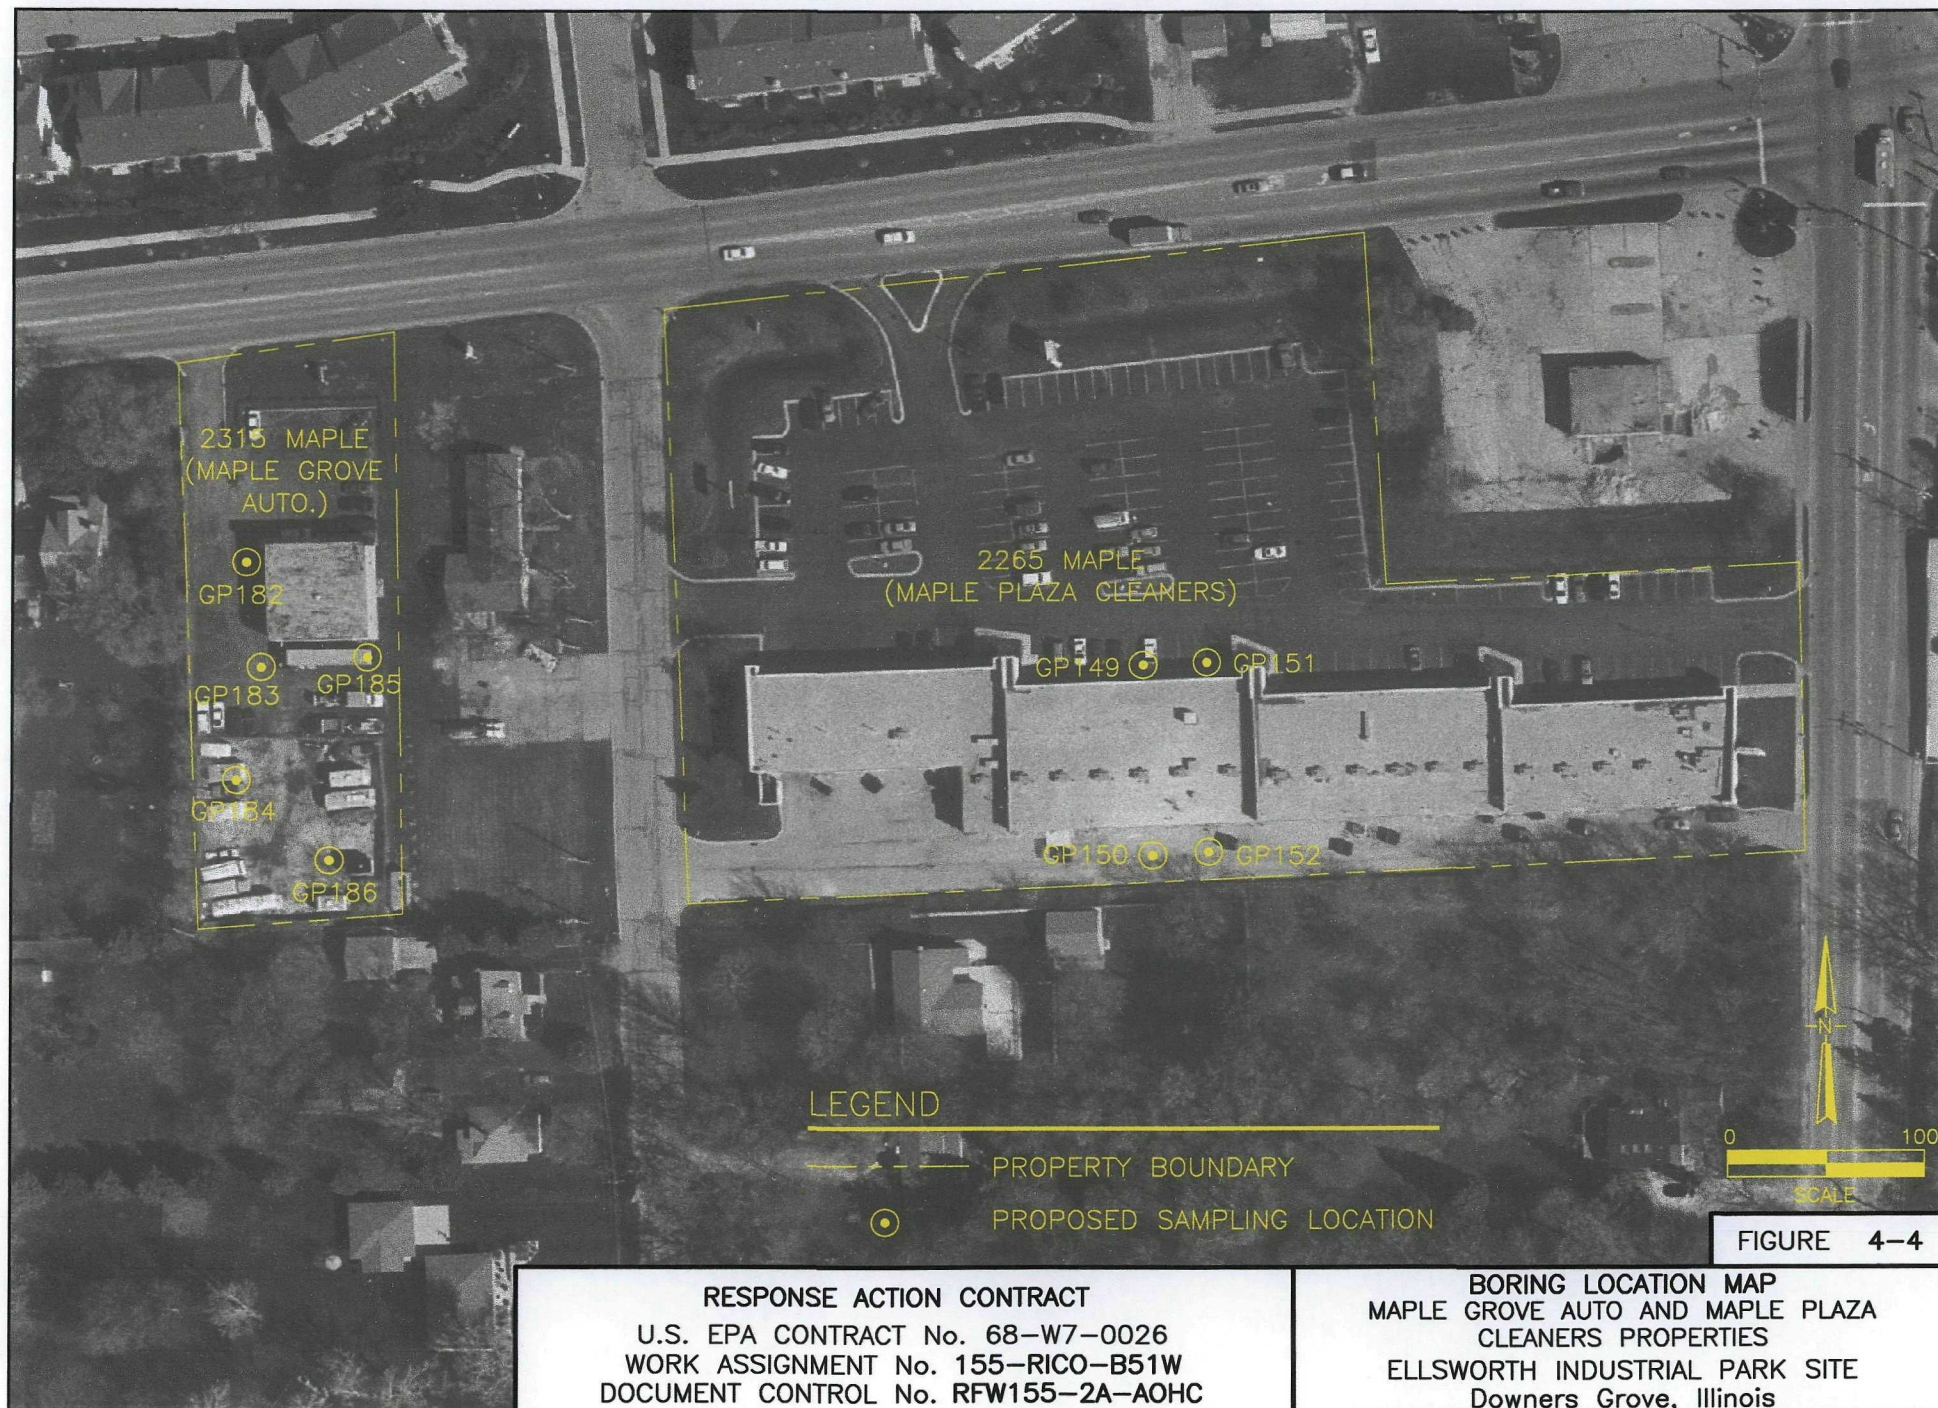 2315 MAPLE
(MAPLE GROVE
AUTO.)
GP182
GP183
GP185
GP184
GP186
2265 MAPLE
(MAPLE PLAZA CLEANERS)
GP149
GP151
GP150
GP152
LEGEND
PROPERTY BOUNDARY
PROPOSED SAMPLING LOCATION
N
0 100
SCALE
FIGURE 4-4
RESPONSE ACTION CONTRACT
U.S. EPA CONTRACT No. 68-W7-0026
WORK ASSIGNMENT No. 155-RICO-B51W
DOCUMENT CONTROL No. RFW155-2A-AOHC
BORING LOCATION MAP
MAPLE GROVE AUTO AND MAPLE PLAZA
CLEANERS PROPERTIES
ELLSWORTH INDUSTRIAL PARK SITE
Downers Grove, Illinois